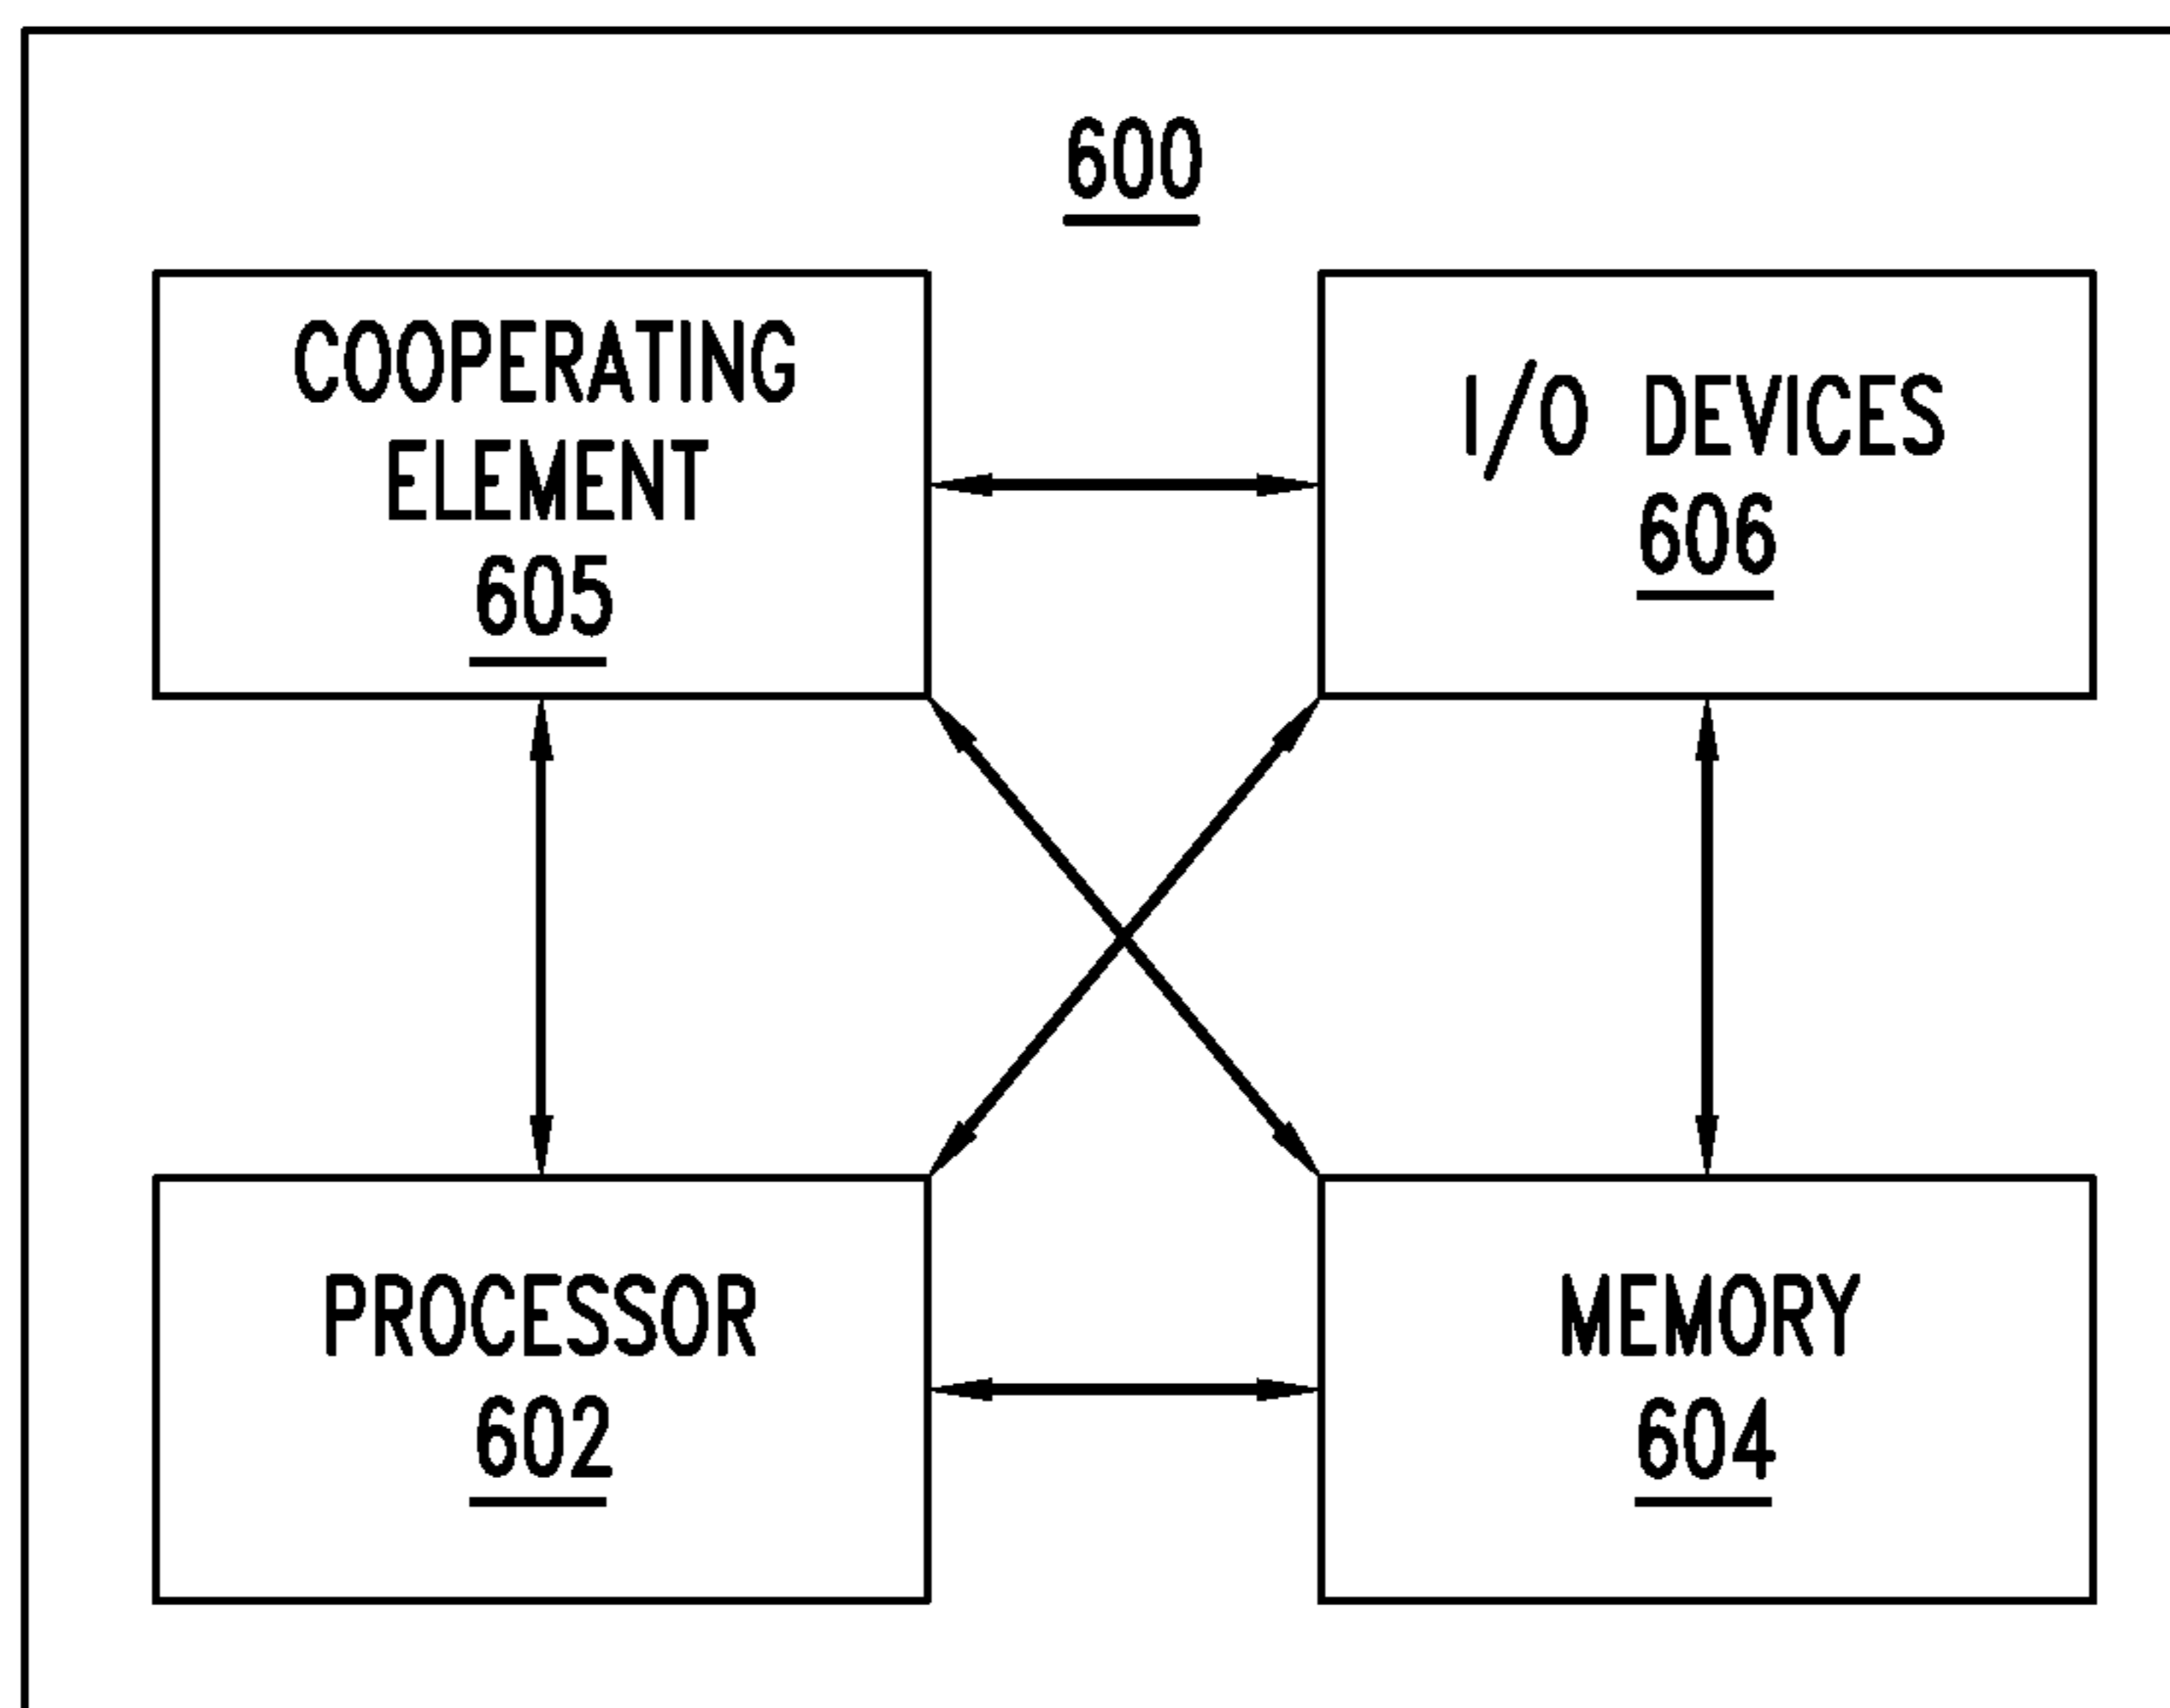 600
COOPERATING
ELEMENT
605
I/O DEVICES
606
PROCESSOR
602
MEMORY
604